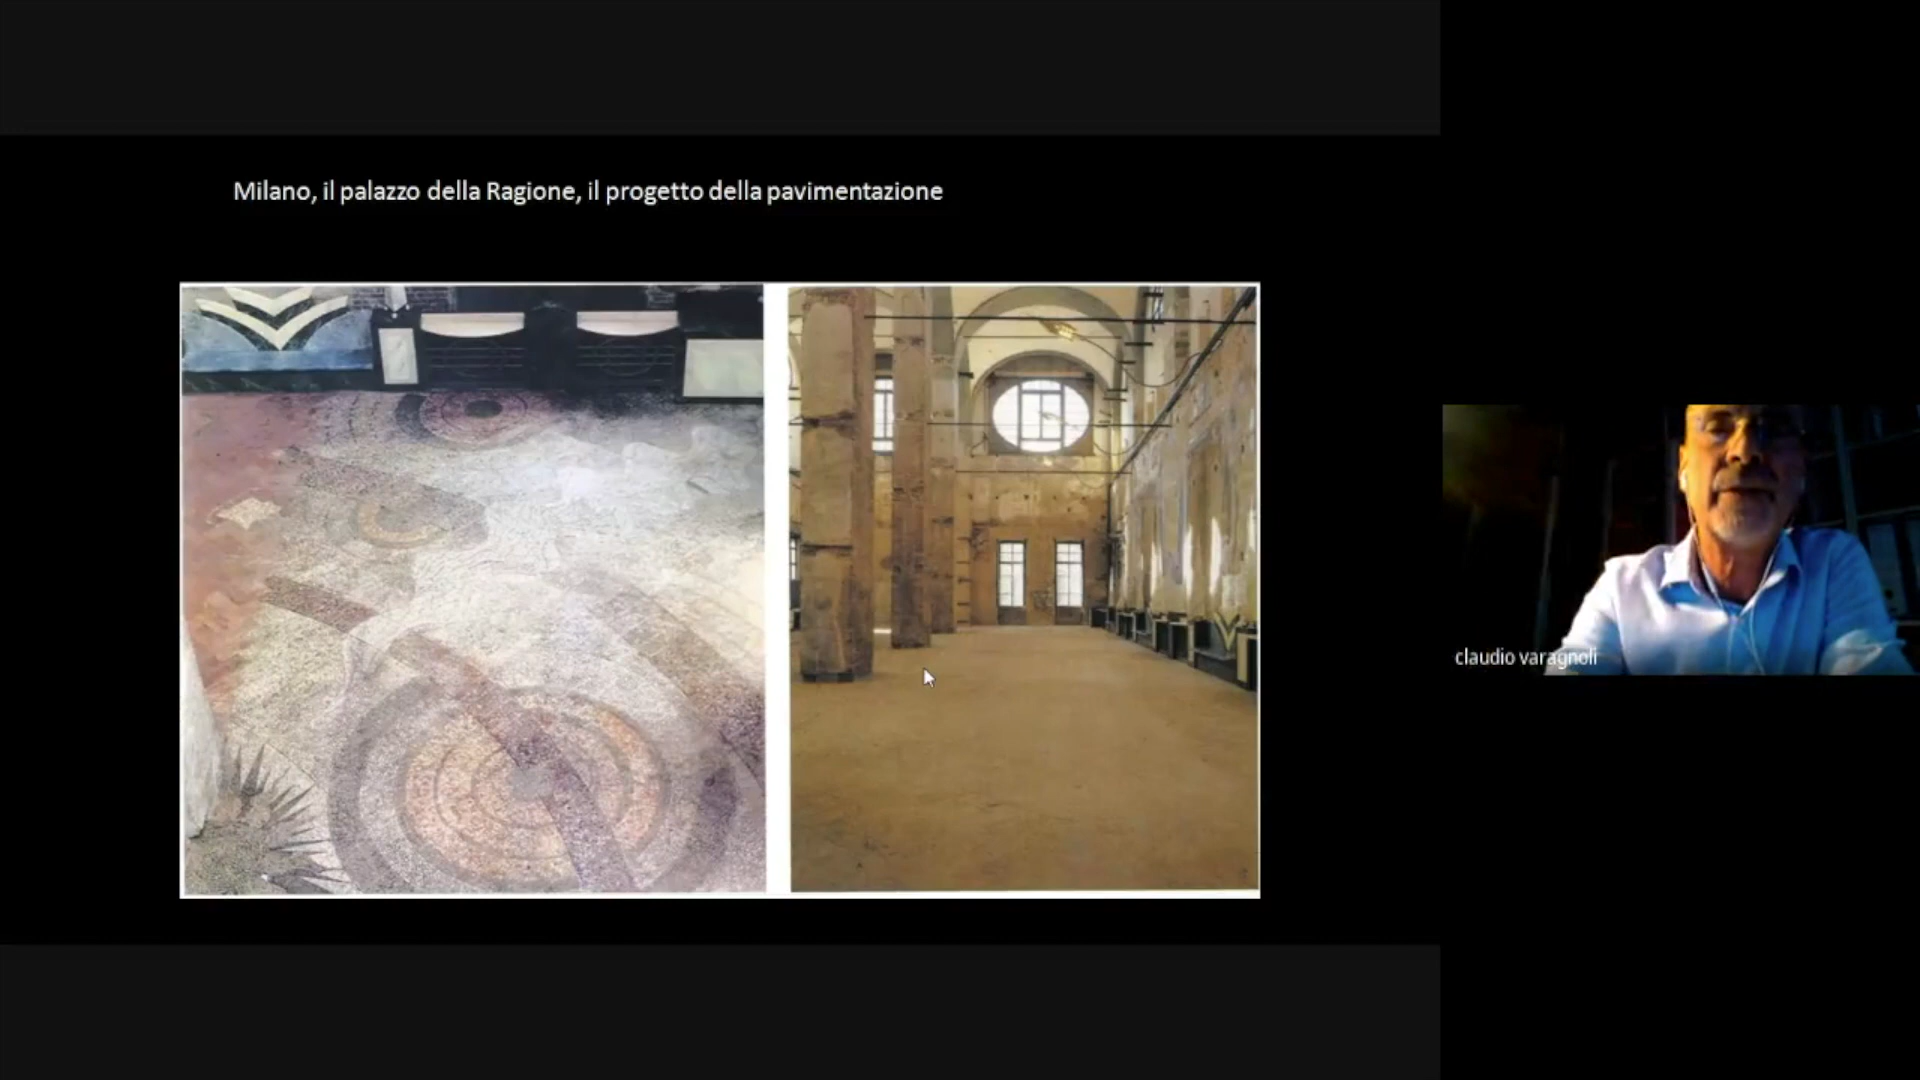 Milano, il palazzo della Ragione, il progetto della pavimentazione
claudio varagnoli